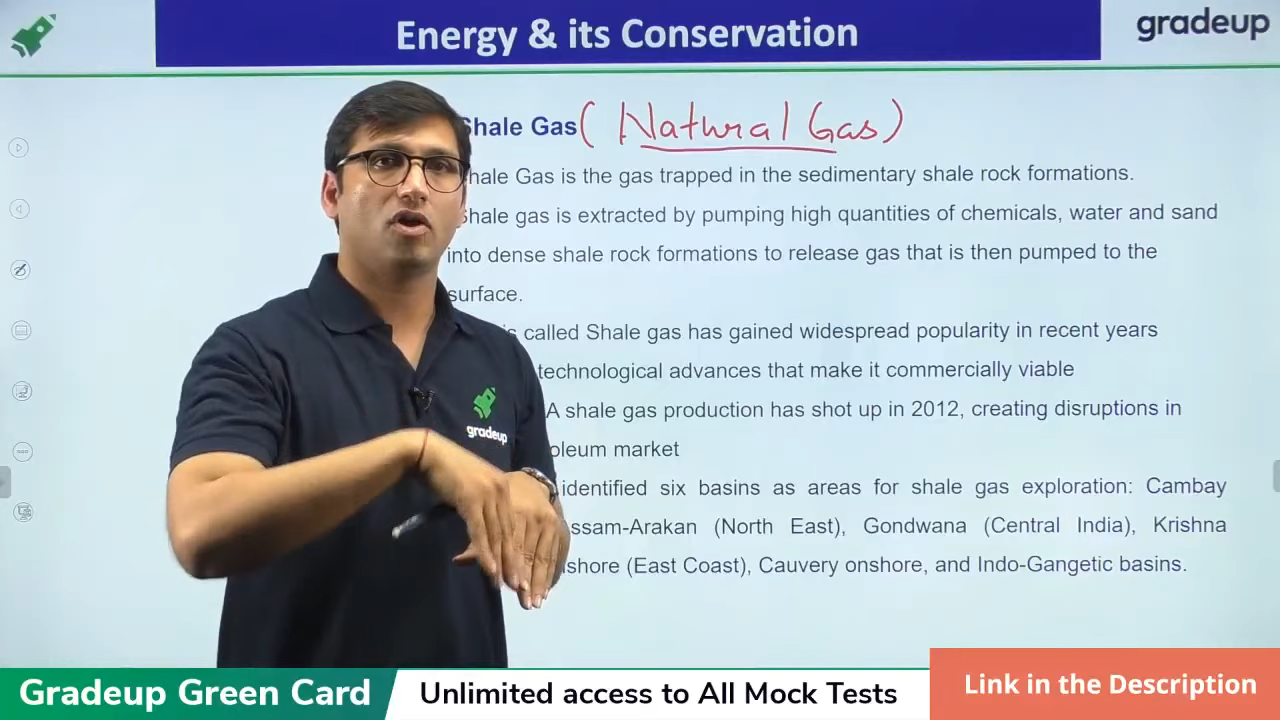 Energy & its Conservation
gradeup
Shale Gas ( Natural Gas )
Shale Gas is the gas trapped in the sedimentary shale rock formations.
Shale gas is extracted by pumping high quantities of chemicals, water and sand
into dense shale rock formations to release gas that is then pumped to the
surface.
called Shale gas has gained widespread popularity in recent years
technological advances that make it commercially viable
shale gas production has shot up in 2012, creating disruptions in
market
identified six basins as areas for shale gas exploration: Cambay
(North East), Gondwana (Central India), Krishna
(East Coast), Cauvery onshore, and Indo-Gangetic basins.
gradeup
Gradeup Green Card
Unlimited access to All Mock Tests
Link in the Description